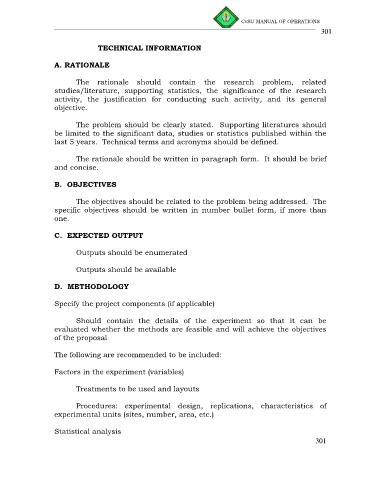 CvSU MANUAL OF OPERATIONS
301
TECHNICAL INFORMATION
A. RATIONALE
The rationale should contain the research problem, related
studies/literature, supporting statistics, the significance of the research
activity, the justification for conducting such activity, and its general
objective.
The problem should be clearly stated. Supporting literatures should
be limited to the significant data, studies or statistics published within the
last 5 years. Technical terms and acronyms should be defined.
The rationale should be written in paragraph form. It should be brief
and concise.
B. OBJECTIVES
The objectives should be related to the problem being addressed. The
specific objectives should be written in number bullet form, if more than
one.
C. EXPECTED OUTPUT
Outputs should be enumerated
Outputs should be available
D. METHODOLOGY
Specify the project components (if applicable)
Should contain the details of the experiment so that it can be
evaluated whether the methods are feasible and will achieve the objectives
of the proposal
The following are recommended to be included:
Factors in the experiment (variables)
Treatments to be used and layouts
Procedures: experimental design, replications, characteristics of
experimental units (sites, number, area, etc.)
Statistical analysis
301